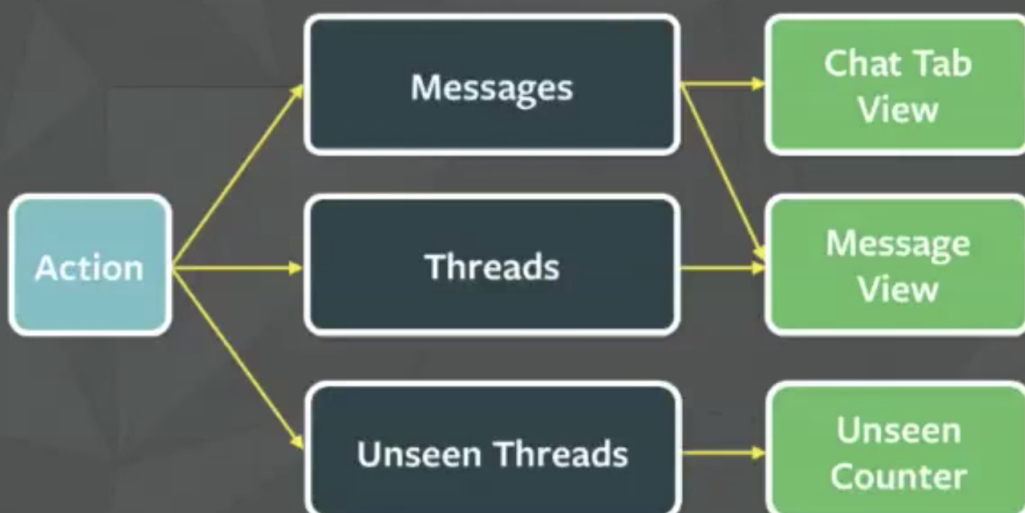 Action
Messages
Threads
Unseen Threads
Chat Tab
View
Message
View
Unseen
Counter